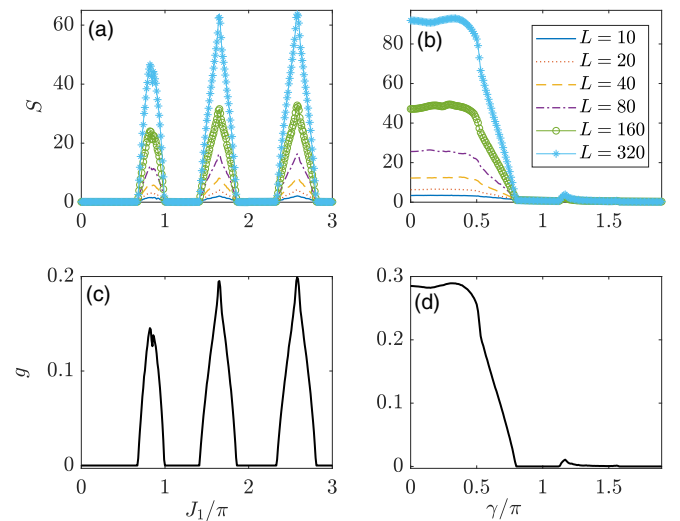 (a)
S
60
40
20
0
0 1 2 3
(b)
80
60
40
20
0
0 0.5 1 1.5
L = 10
L = 20
L = 40
L = 80
L = 160
L = 320
(c)
g
0.2
0.1
0
0 1 2 3
J₁/π
(d)
0.3
0.2
0.1
0
0 0.5 1 1.5
γ/π